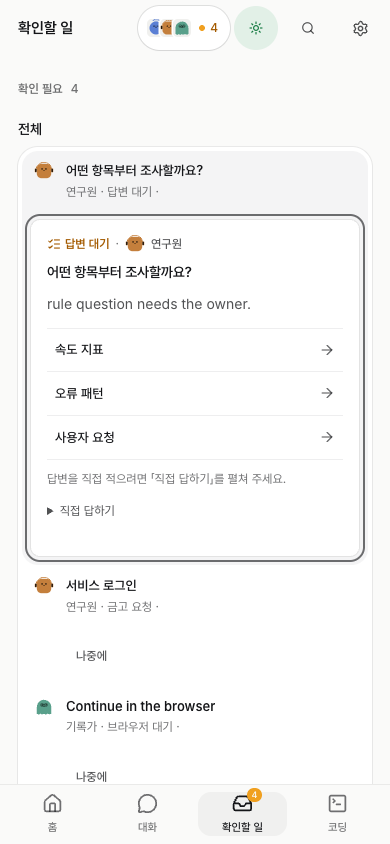 확인할 일
4
확인 필요 4
전체
어떤 항목부터 조사할까요?
연구원 · 답변 대기 ·
답변 대기 · 연구원
어떤 항목부터 조사할까요?
rule question needs the owner.
속도 지표
오류 패턴
사용자 요청
답변을 직접 적으려면 「직접 답하기」를 펼쳐 주세요.
직접 답하기
서비스 로그인
연구원 · 금고 요청 ·
나중에
Continue in the browser
기록가 · 브라우저 대기 ·
나중에
4
홈
대화
확인할 일
코딩